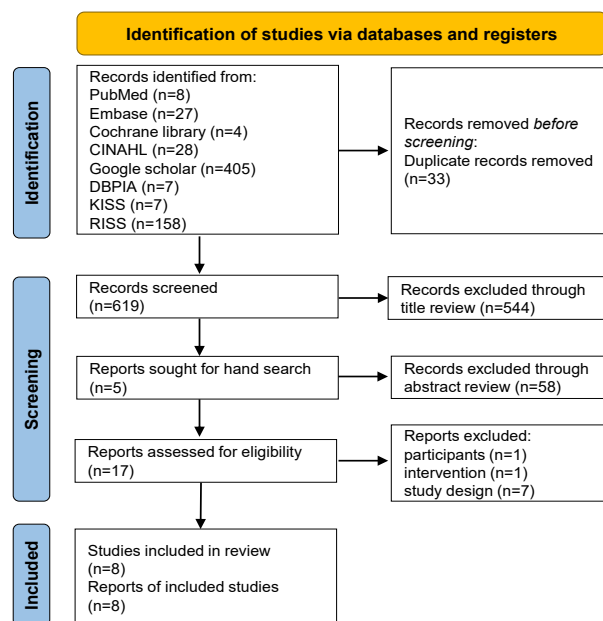 Identification of studies via databases and registers
Identification
Records identified from:
PubMed (n=8)
Embase (n=27)
Cochrane library (n=4)
CINAHL (n=28)
Google scholar (n=405)
DBPIA (n=7)
KISS (n=7)
RISS (n=158)
Records removed before
screening:
Duplicate records removed
(n=33)
Screening
Records screened
(n=619)
Records excluded through
title review (n=544)
Reports sought for hand search
(n=5)
Records excluded through
abstract review (n=58)
Reports assessed for eligibility
(n=17)
Reports excluded:
participants (n=1)
intervention (n=1)
study design (n=7)
Included
Studies included in review
(n=8)
Reports of included studies
(n=8)